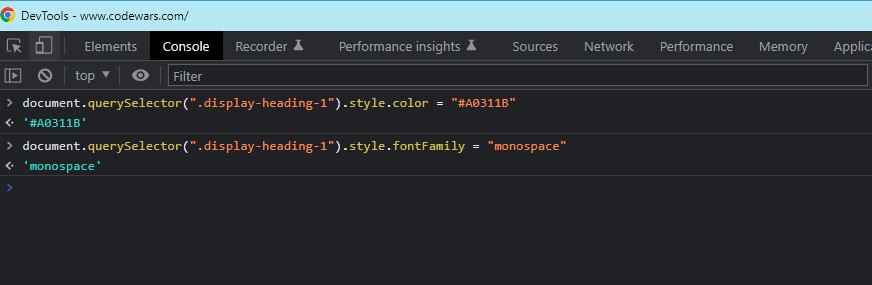 DevTools - www.codewars.com/
Elements Console Recorder Performance insights Sources Network Performance Memory Applica
top Filter
document.querySelector(".display-heading-1").style.color = "#A0311B"
'#A0311B'
document.querySelector(".display-heading-1").style.fontFamily = "monospace"
'monospace'